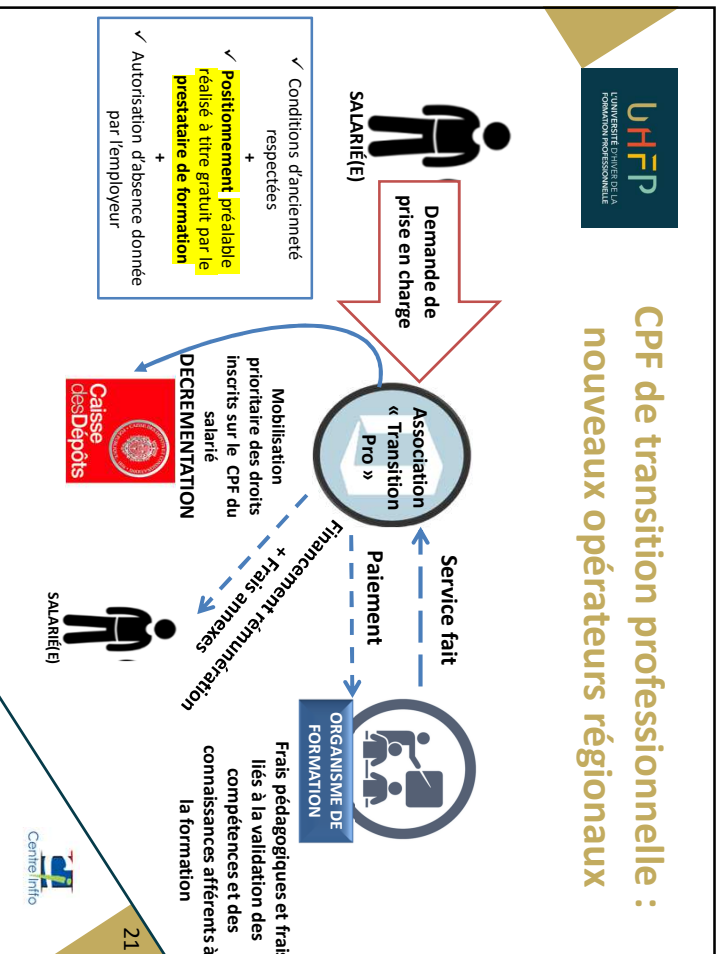 UHFP
L'UNIVERSITÉ D'HIVER DE LA
FORMATION PROFESSIONNELLE
CPF de transition professionnelle :
nouveaux opérateurs régionaux
SALARIÉ(E)
Demande de
prise en charge
Association
« Transition
Pro »
Service fait
Paiement
ORGANISME DE
FORMATION
✓ Conditions d'ancienneté
respectées
+
✓ Positionnement préalable
réalisé à titre gratuit par le
prestataire de formation
+
✓ Autorisation d'absence donnée
par l'employeur
Mobilisation
prioritaire des droits
inscrits sur le CPF du
salarié
DECREMENTATION
Caisse
desDépôts
Financement rémunération
+ Frais annexes
SALARIÉ(E)
Frais pédagogiques et frais
liés à la validation des
compétences et des
connaissances afférents à
la formation
Centre Inffo
21